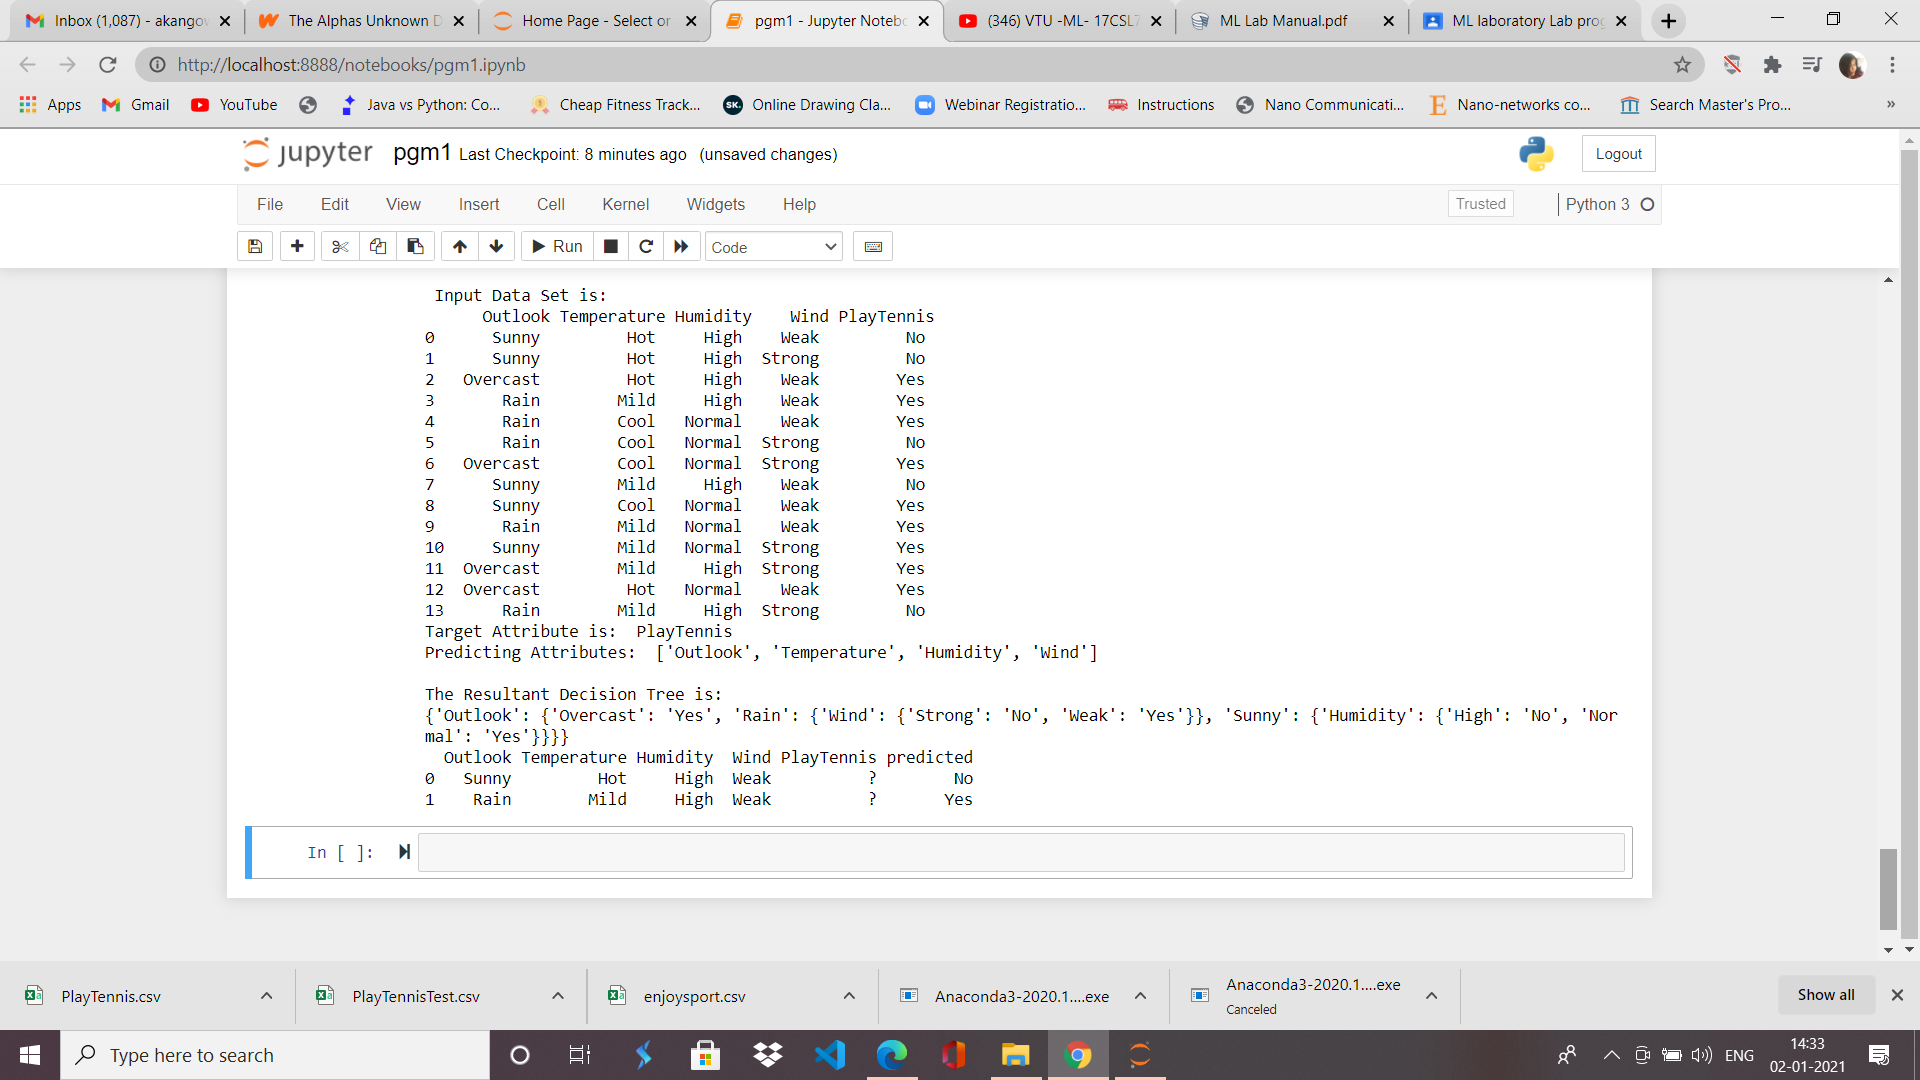 Inbox (1,087) - akangov
The Alphas Unknown D
Home Page - Select or
pgm1 - Jupyter Notebo
(346) VTU -ML- 17CSL7
ML Lab Manual.pdf
ML laboratory Lab prog
http://localhost:8888/notebooks/pgm1.ipynb
Apps Gmail YouTube Java vs Python: Co... Cheap Fitness Track... SK. Online Drawing Cla... Webinar Registratio... Instructions Nano Communicati... Nano-networks co... Search Master's Pro... »
jupyter pgm1 Last Checkpoint: 8 minutes ago (unsaved changes) Logout
File Edit View Insert Cell Kernel Widgets Help Trusted Python 3
Run Code
Input Data Set is:
Outlook Temperature Humidity Wind PlayTennis
0 Sunny Hot High Weak No
1 Sunny Hot High Strong No
2 Overcast Hot High Weak Yes
3 Rain Mild High Weak Yes
4 Rain Cool Normal Weak Yes
5 Rain Cool Normal Strong No
6 Overcast Cool Normal Strong Yes
7 Sunny Mild High Weak No
8 Sunny Cool Normal Weak Yes
9 Rain Mild Normal Weak Yes
10 Sunny Mild Normal Strong Yes
11 Overcast Mild High Strong Yes
12 Overcast Hot Normal Weak Yes
13 Rain Mild High Strong No
Target Attribute is: PlayTennis
Predicting Attributes: ['Outlook', 'Temperature', 'Humidity', 'Wind']
The Resultant Decision Tree is:
{'Outlook': {'Overcast': 'Yes', 'Rain': {'Wind': {'Strong': 'No', 'Weak': 'Yes'}}, 'Sunny': {'Humidity': {'High': 'No', 'Nor
mal': 'Yes'}}}}
Outlook Temperature Humidity Wind PlayTennis predicted
0 Sunny Hot High Weak ? No
1 Rain Mild High Weak ? Yes
In [ ]:
PlayTennis.csv
PlayTennisTest.csv
enjoysport.csv
Anaconda3-2020.1....exe
Anaconda3-2020.1....exe
Canceled
Show all
Type here to search
ENG
14:33
02-01-2021